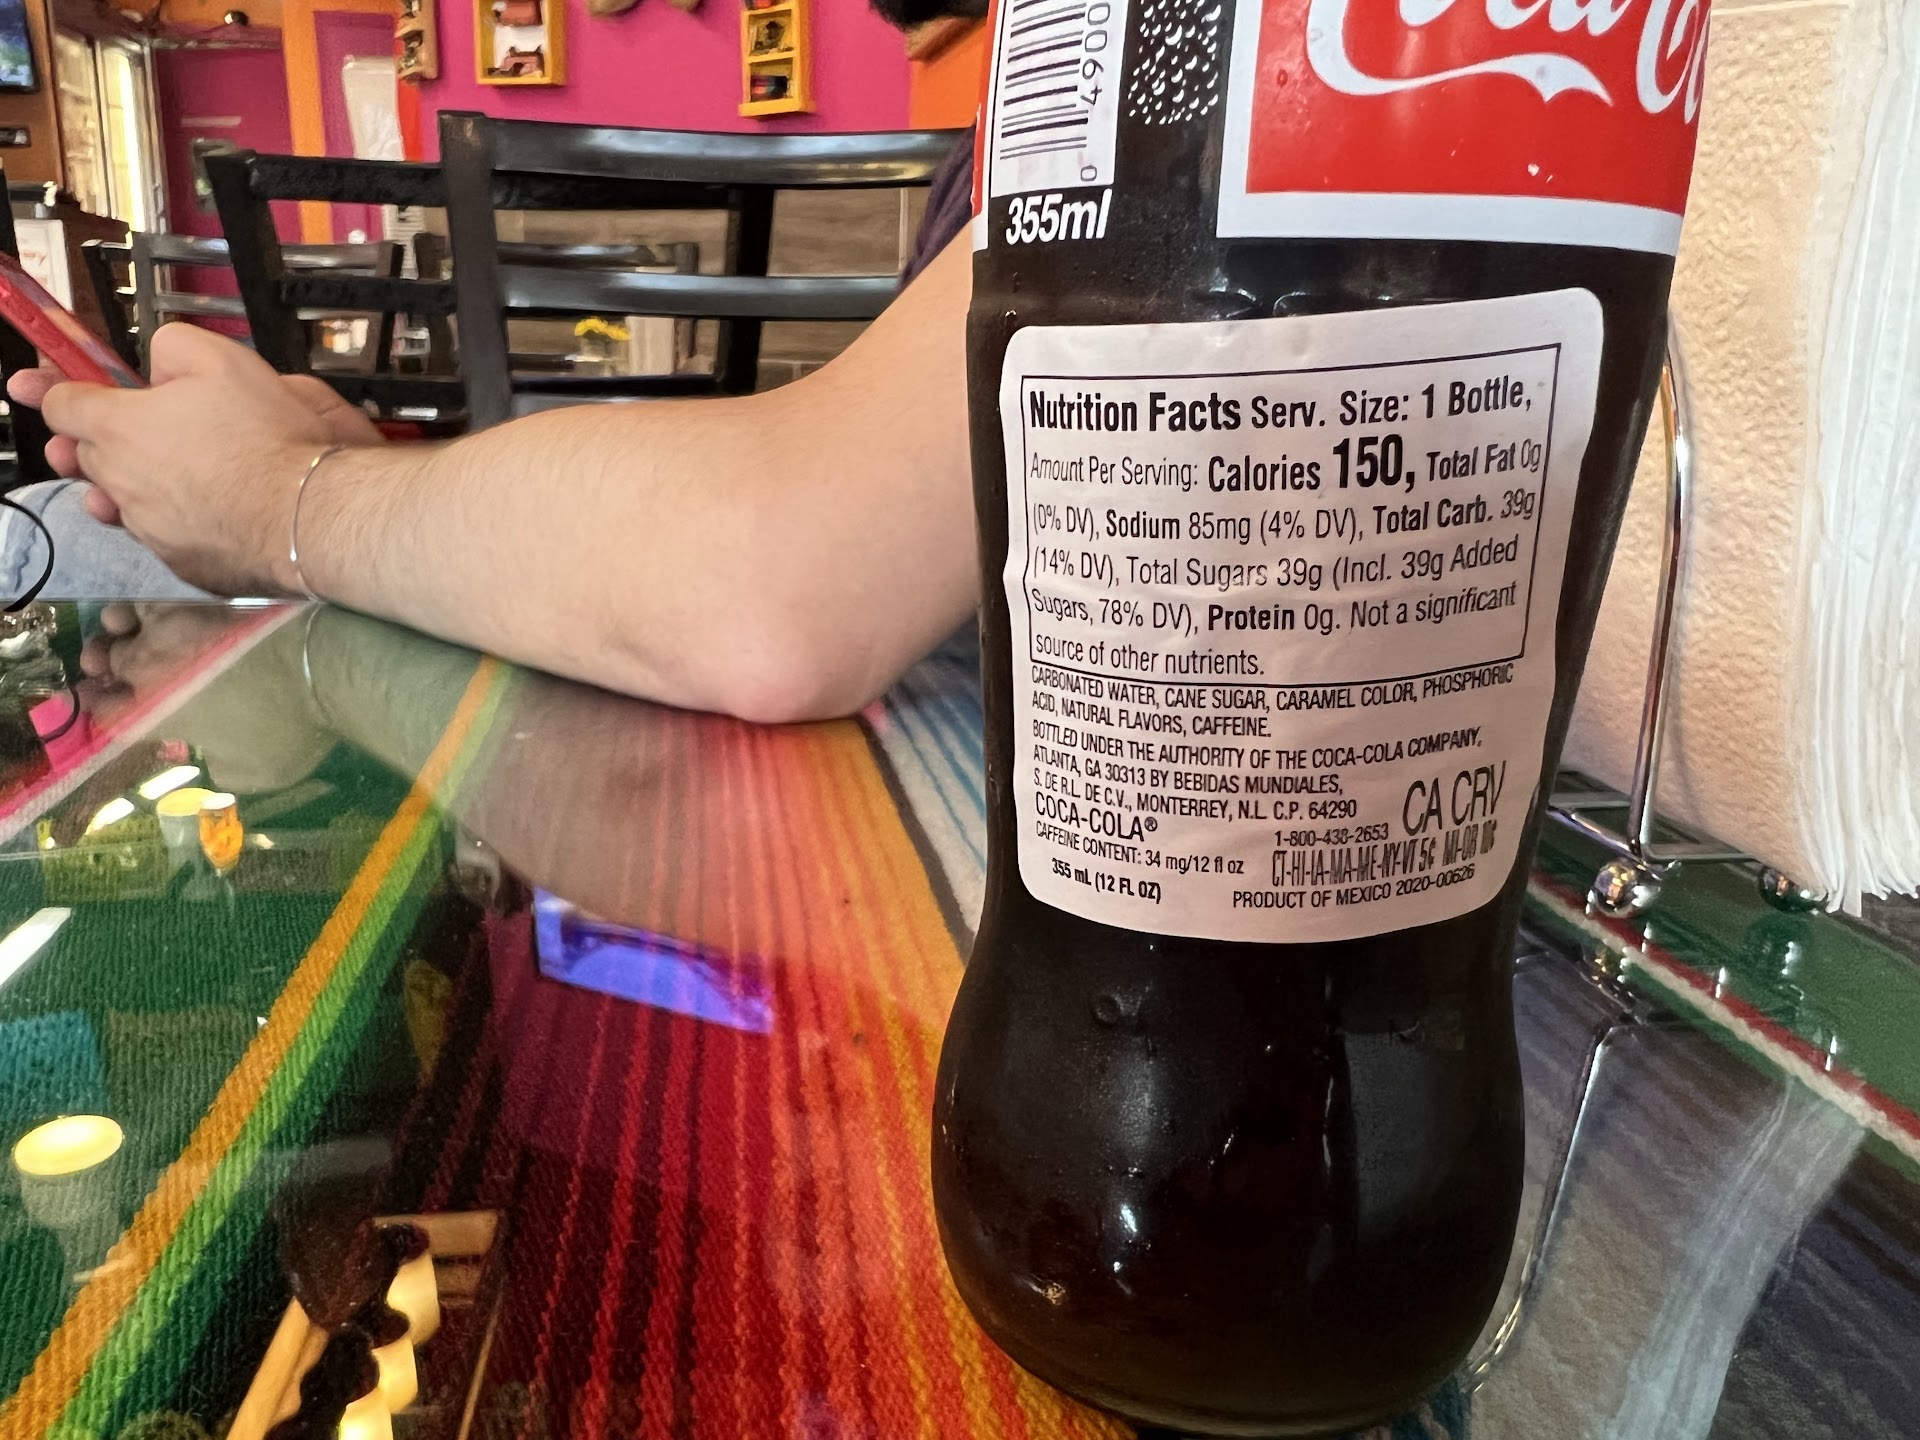 Coca-Co
0 4900
355ml
Nutrition Facts Serv. Size: 1 Bottle,
Amount Per Serving: Calories 150, Total Fat 0g
(0% DV), Sodium 85mg (4% DV), Total Carb. 39g
(14% DV), Total Sugars 39g (Incl. 39g Added
Sugars, 78% DV), Protein 0g. Not a significant
source of other nutrients.
CARBONATED WATER, CANE SUGAR, CARAMEL COLOR, PHOSPHORIC
ACID, NATURAL FLAVORS, CAFFEINE.
BOTTLED UNDER THE AUTHORITY OF THE COCA-COLA COMPANY,
ATLANTA, GA 30313 BY BEBIDAS MUNDIALES,
S. DE R.L. DE C.V., MONTERREY, N.L. C.P. 64290
COCA-COLA®
CA CRV
1-800-438-2653
CAFFEINE CONTENT: 34 mg/12 fl oz
CT-HI-IA-MA-ME-NY-VT 5¢ MI-OR 10¢
355 mL (12 FL OZ)
PRODUCT OF MEXICO 2020-00626